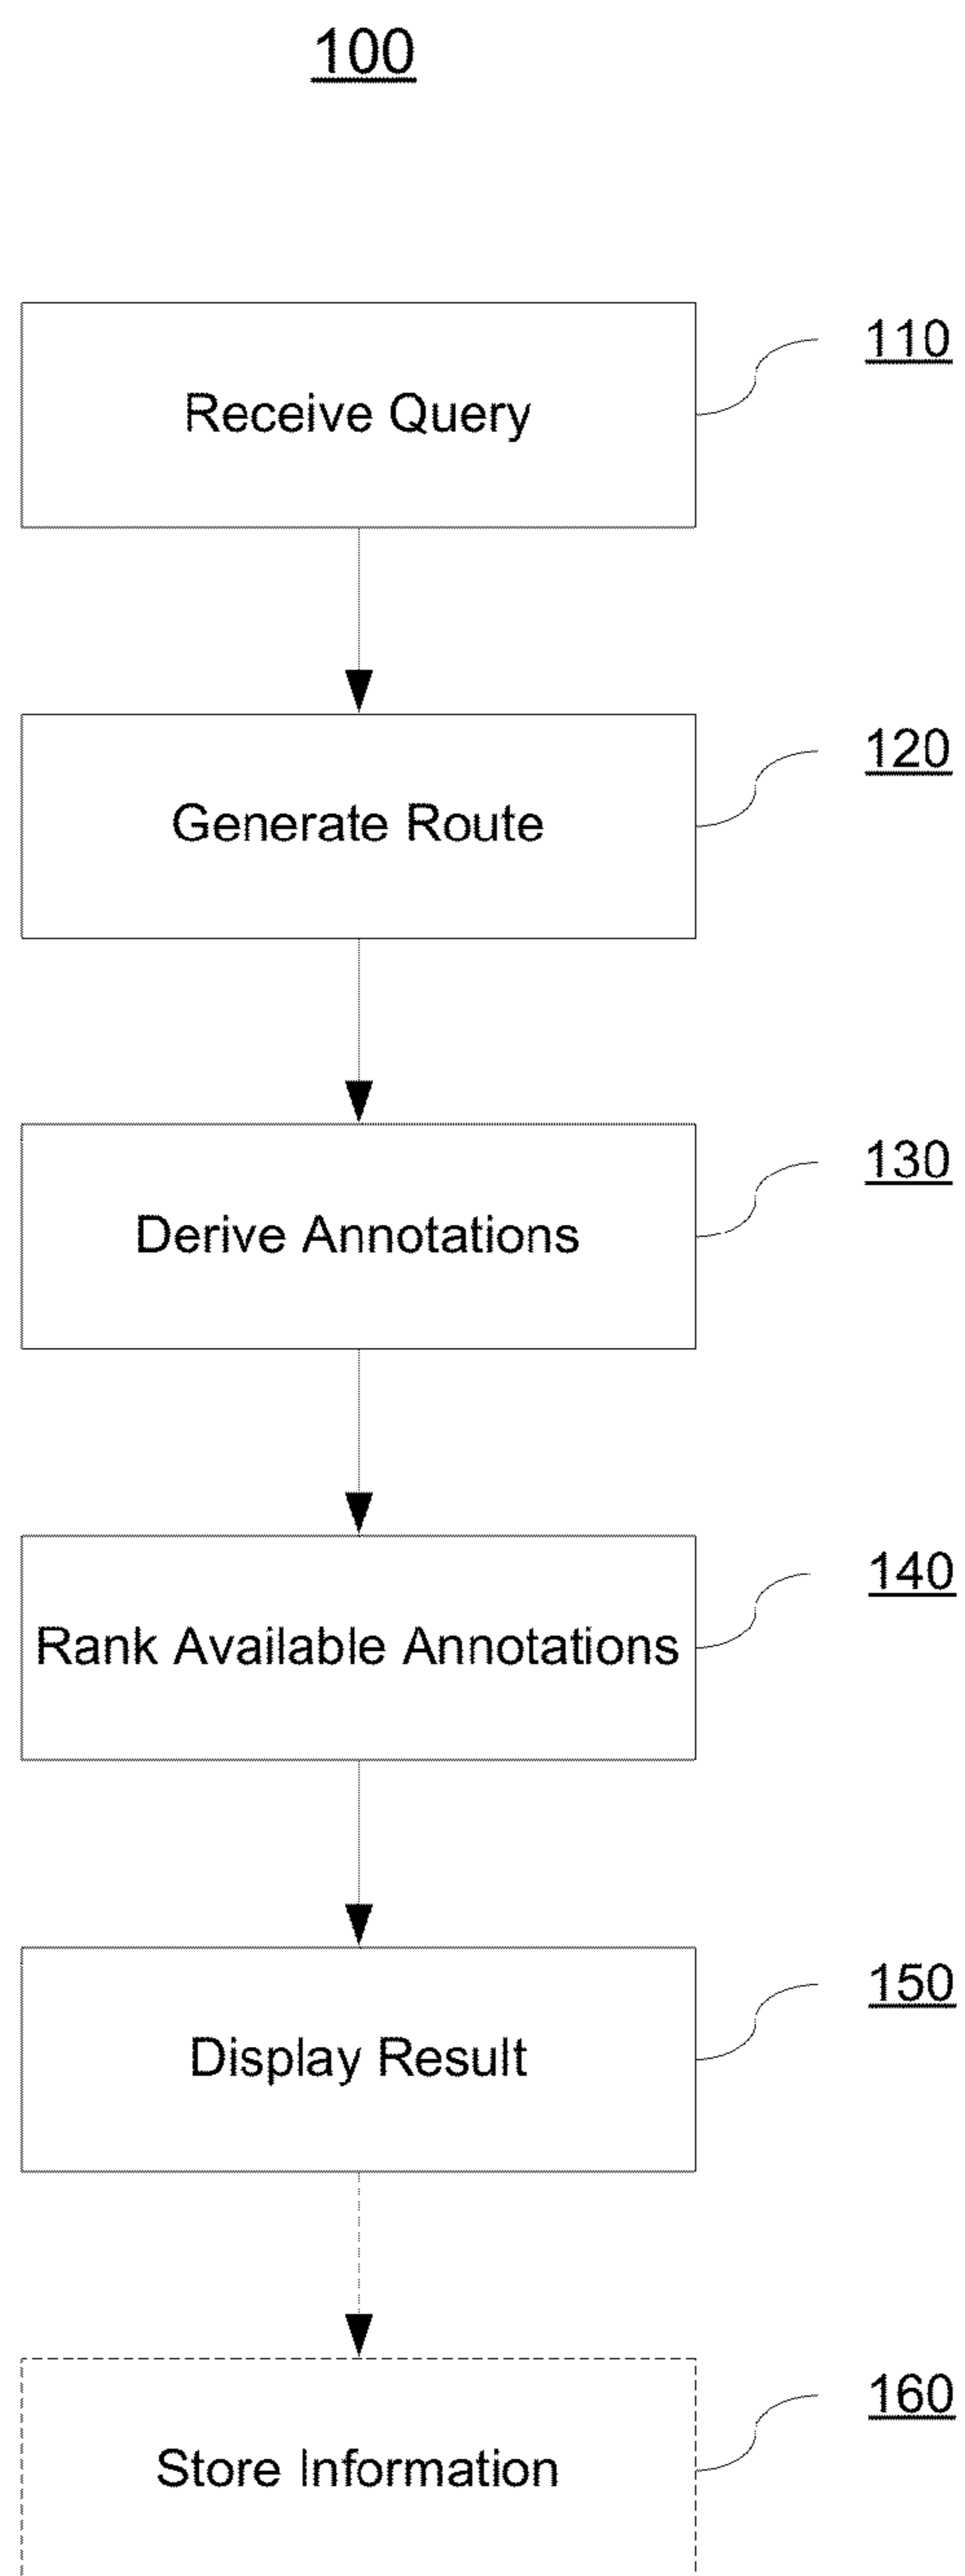 100
110
Receive Query
120
Generate Route
130
Derive Annotations
140
Rank Available Annotations
150
Display Result
160
Store Information